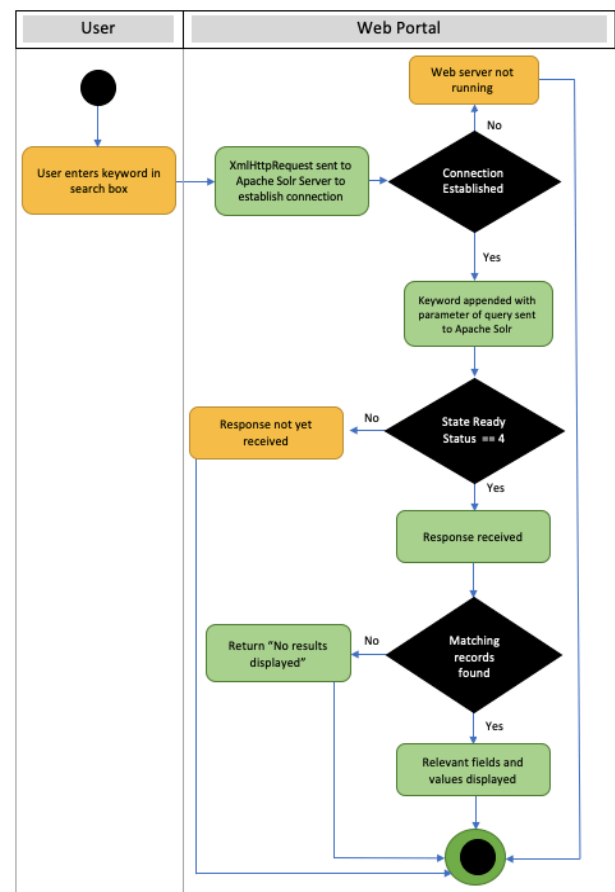 User
Web Portal
Web server not
running
No
User enters keyword in
search box
XmlHttpRequest sent to
Apache Solr Server to
establish connection
Connection
Established
Yes
Keyword appended with
parameter of query sent
to Apache Solr
Response not yet
received
No
State Ready
Status == 4
Yes
Response received
Return “No results
displayed”
No
Matching
records
found
Yes
Relevant fields and
values displayed